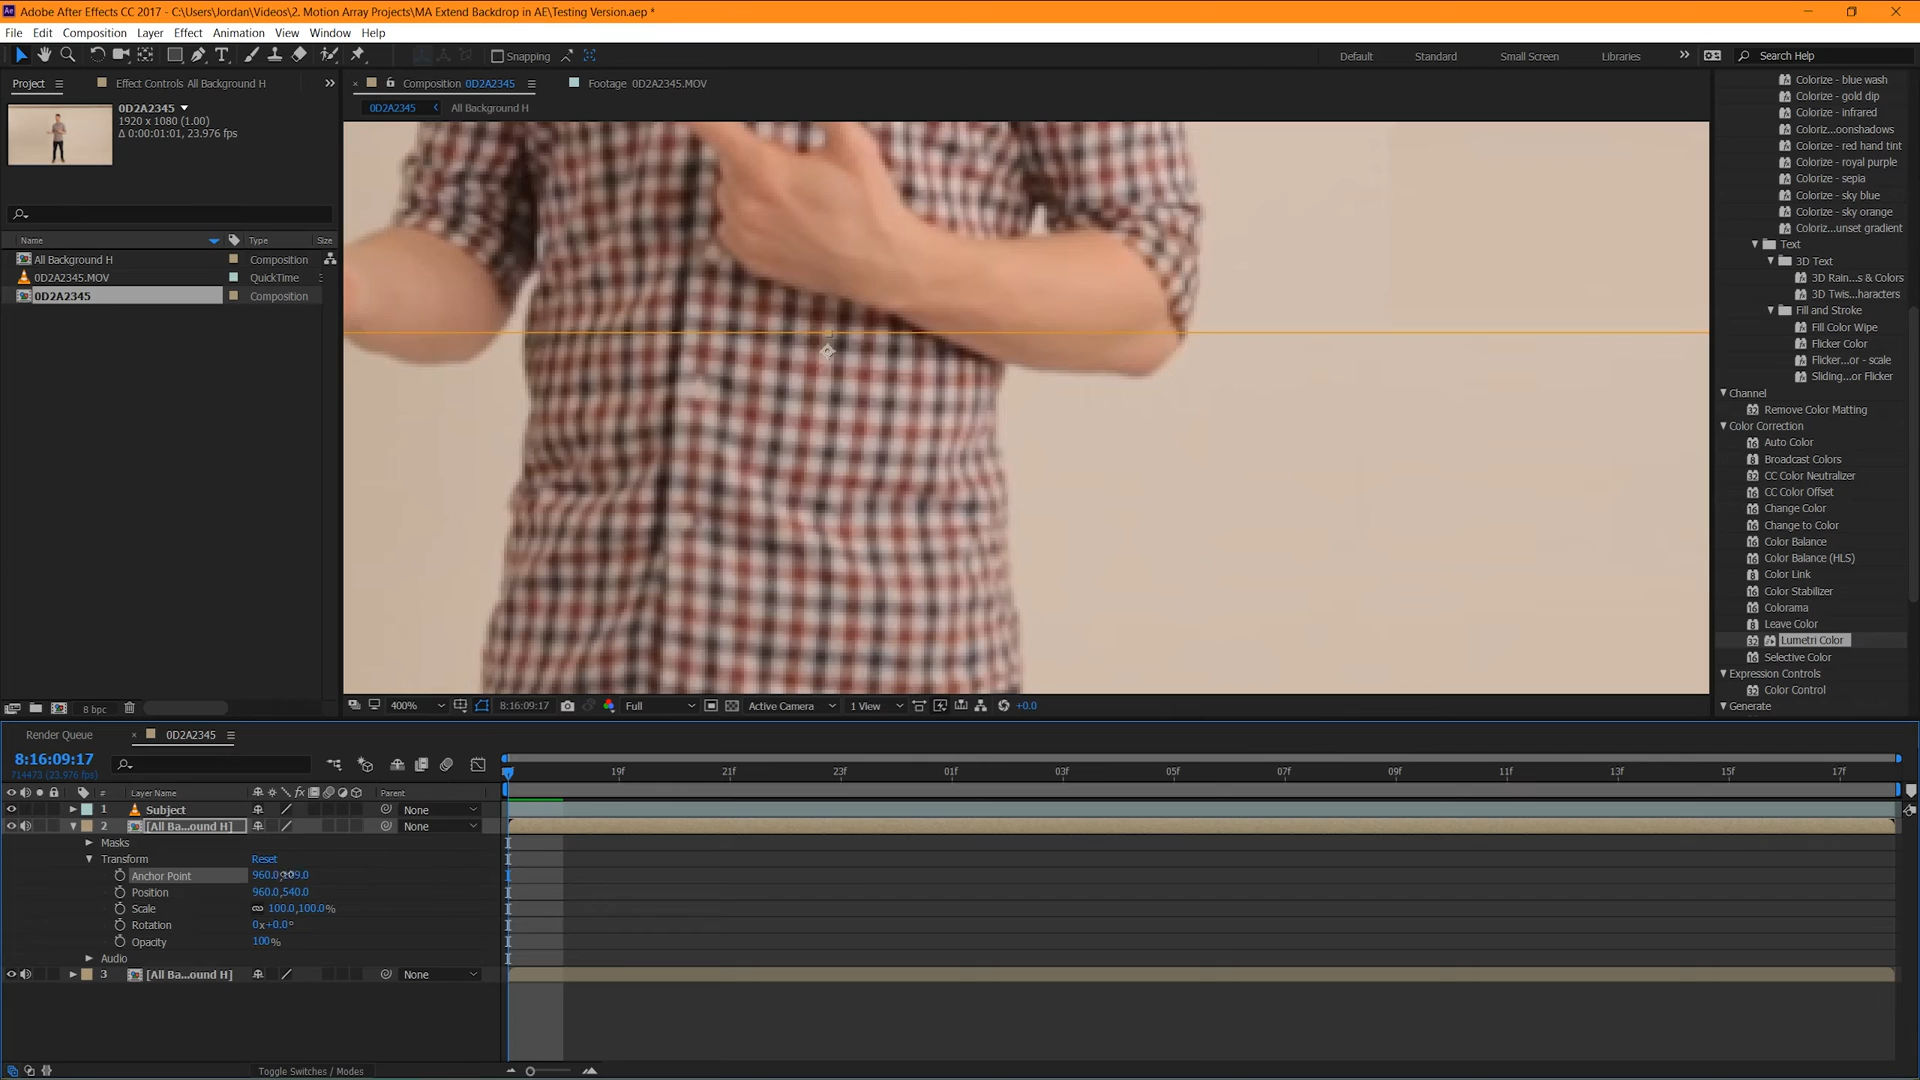 Adobe After Effects CC 2017 - C:\Users\Jordan\Videos\2. Motion Array Projects\MA Extend Backdrop in AE\Testing Version.aep *
File Edit Composition Layer Effect Animation View Window Help
Snapping Default Standard Small Screen Libraries Search Help
Project Effect Controls All Background H
Composition 0D2A2345 Footage 0D2A2345.MOV
0D2A2345 All Background H
0D2A2345
1920 x 1080 (1.00)
Δ 0:00:01:01, 23.976 fps
Name Type Size
All Background H Composition
0D2A2345.MOV QuickTime
0D2A2345 Composition
8 bpc
400% 8:16:09:17 Full Active Camera 1 View +0.0
Colorize - blue wash
Colorize - gold dip
Colorize - infrared
Coloriz...oonshadows
Colorize - red hand tint
Colorize - royal purple
Colorize - sepia
Colorize - sky blue
Colorize - sky orange
Coloriz...unset gradient
Text
3D Text
3D Rain...s & Colors
3D Twis...haracters
Fill and Stroke
Fill Color Wipe
Flicker Color
Flicker...or - scale
Sliding...or Flicker
Channel
Remove Color Matting
Color Correction
Auto Color
Broadcast Colors
CC Color Neutralizer
CC Color Offset
Change Color
Change to Color
Color Balance
Color Balance (HLS)
Color Link
Color Stabilizer
Colorama
Leave Color
Lumetri Color
Selective Color
Expression Controls
Color Control
Generate
Render Queue 0D2A2345
8:16:09:17
714473 (23.976 fps)
19f 21f 23f 01f 03f 05f 07f 09f 11f 13f 15f 17f
# Layer Name Parent
1 Subject None
2 [All Ba...ound H] None
Masks
Transform Reset
Anchor Point 960.0
Position 960.0,540.0
Scale 100.0,100.0%
Rotation 0x+0.0°
Opacity 100%
Audio
3 [All Ba...ound H] None
Toggle Switches / Modes